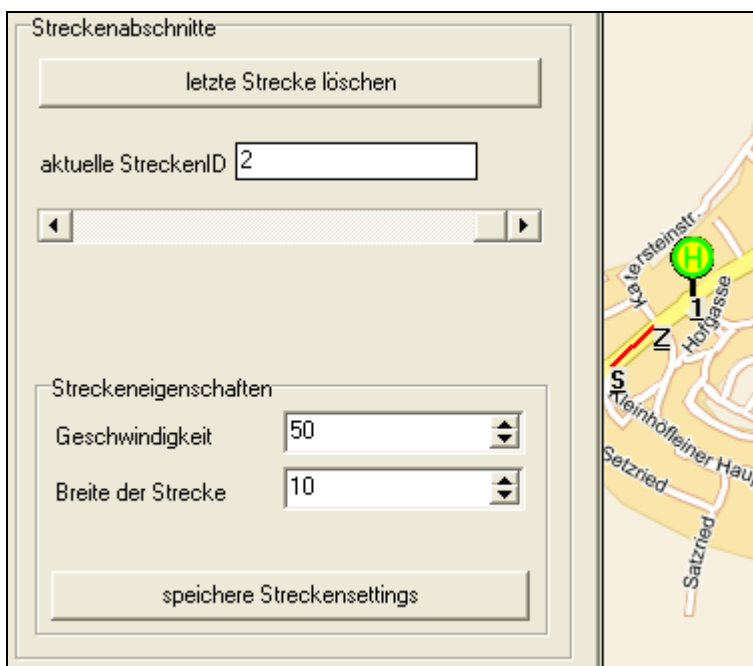 Streckenabschnitte
letzte Strecke löschen
aktuelle StreckenID 2
Streckeneigenschaften
Geschwindigkeit 50
Breite der Strecke 10
speichere Streckensettings
Katersteinstr.
H
1
Hofgasse
Z
S
Kleinhöfleiner Haup
Setzried
Satzried